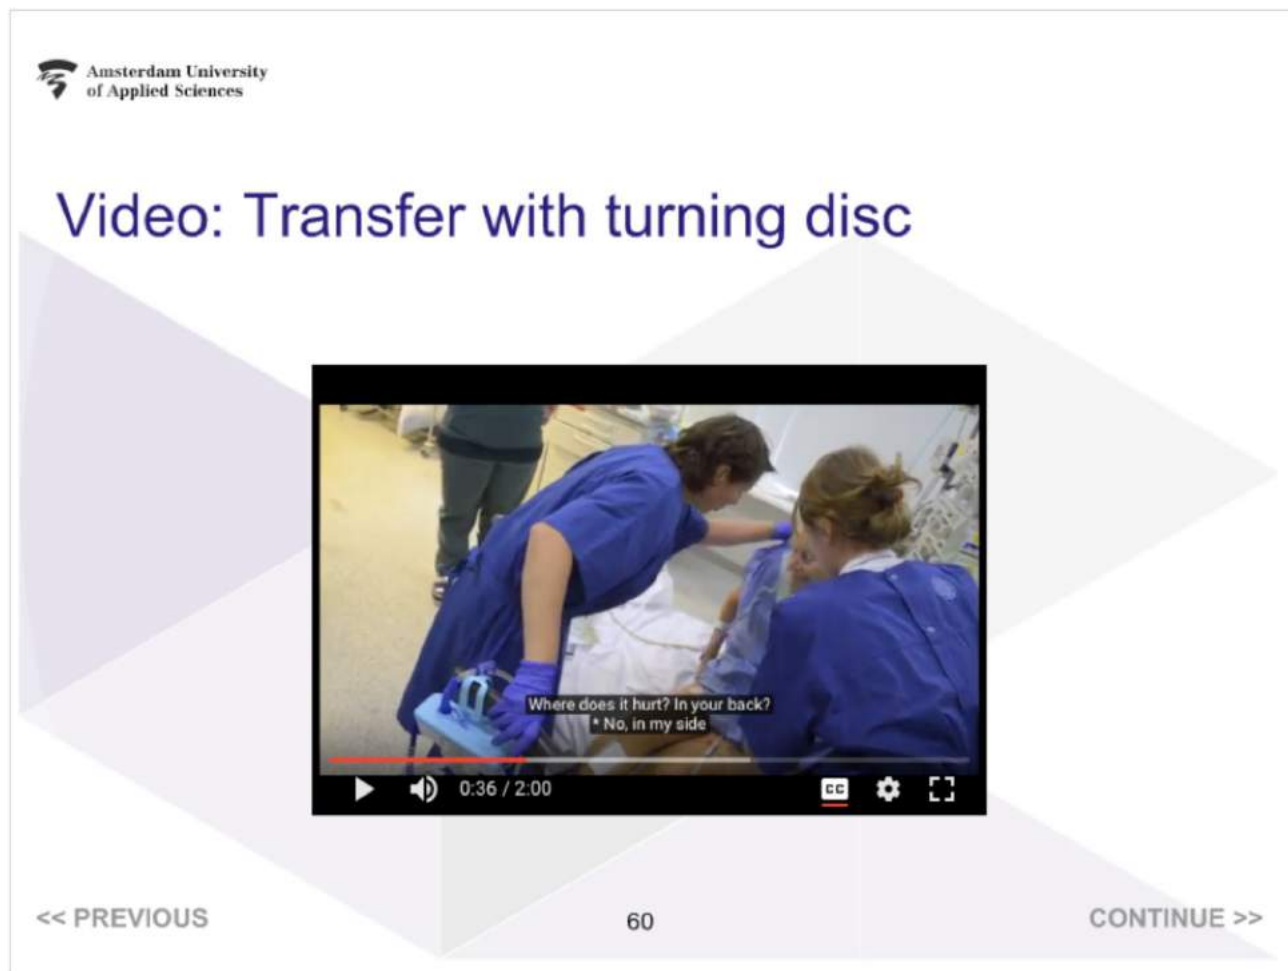 Amsterdam University
of Applied Sciences
Video: Transfer with turning disc
Where does it hurt? In your back?
* No, in my side
0:36 / 2:00
CC
<< PREVIOUS
60
CONTINUE >>